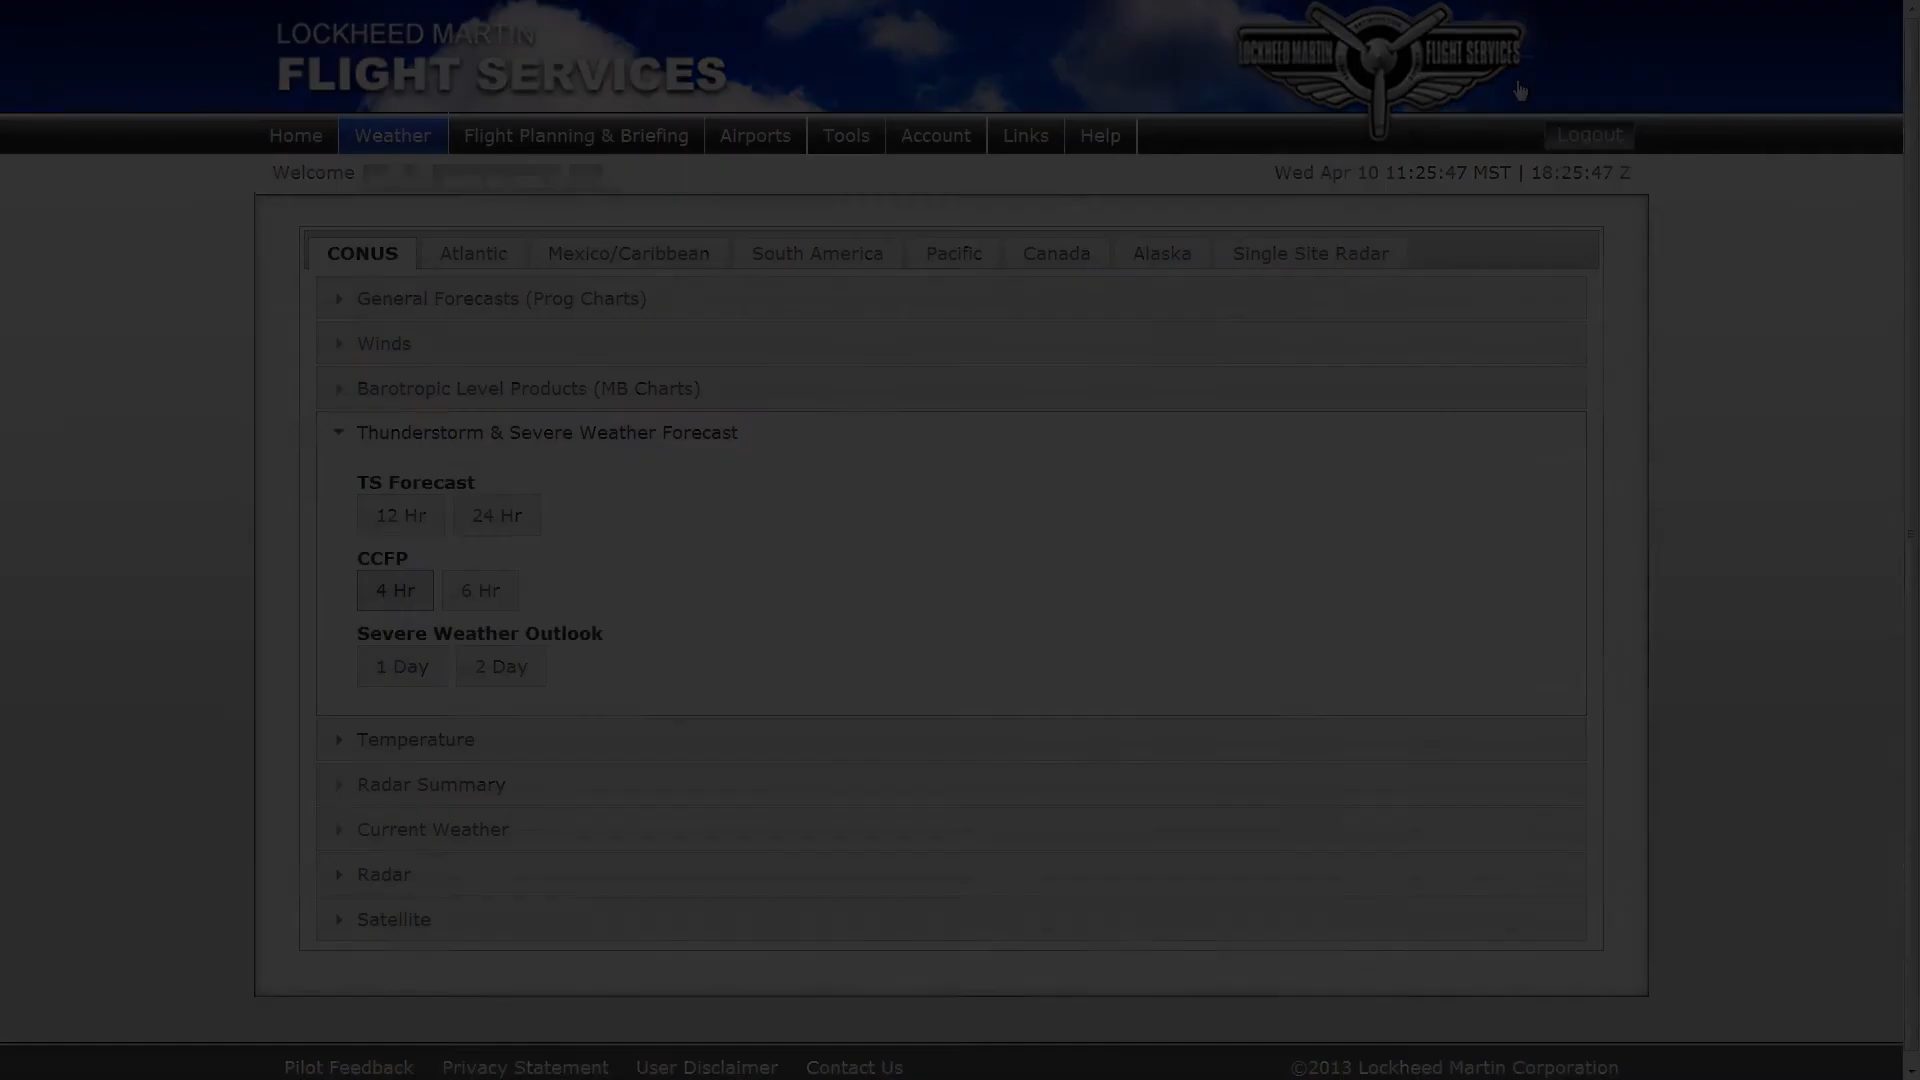 LOCKHEED MARTIN
FLIGHT SERVICES
LOCKHEED MARTIN FLIGHT SERVICES
Home Weather Flight Planning & Briefing Airports Tools Account Links Help Logout
Welcome
Wed Apr 10 11:25:47 MST | 18:25:47 Z
CONUS Atlantic Mexico/Caribbean South America Pacific Canada Alaska Single Site Radar
General Forecasts (Prog Charts)
Winds
Barotropic Level Products (MB Charts)
Thunderstorm & Severe Weather Forecast
TS Forecast
12 Hr 24 Hr
CCFP
4 Hr 6 Hr
Severe Weather Outlook
1 Day 2 Day
Temperature
Radar Summary
Current Weather
Radar
Satellite
Pilot Feedback Privacy Statement User Disclaimer Contact Us ©2013 Lockheed Martin Corporation